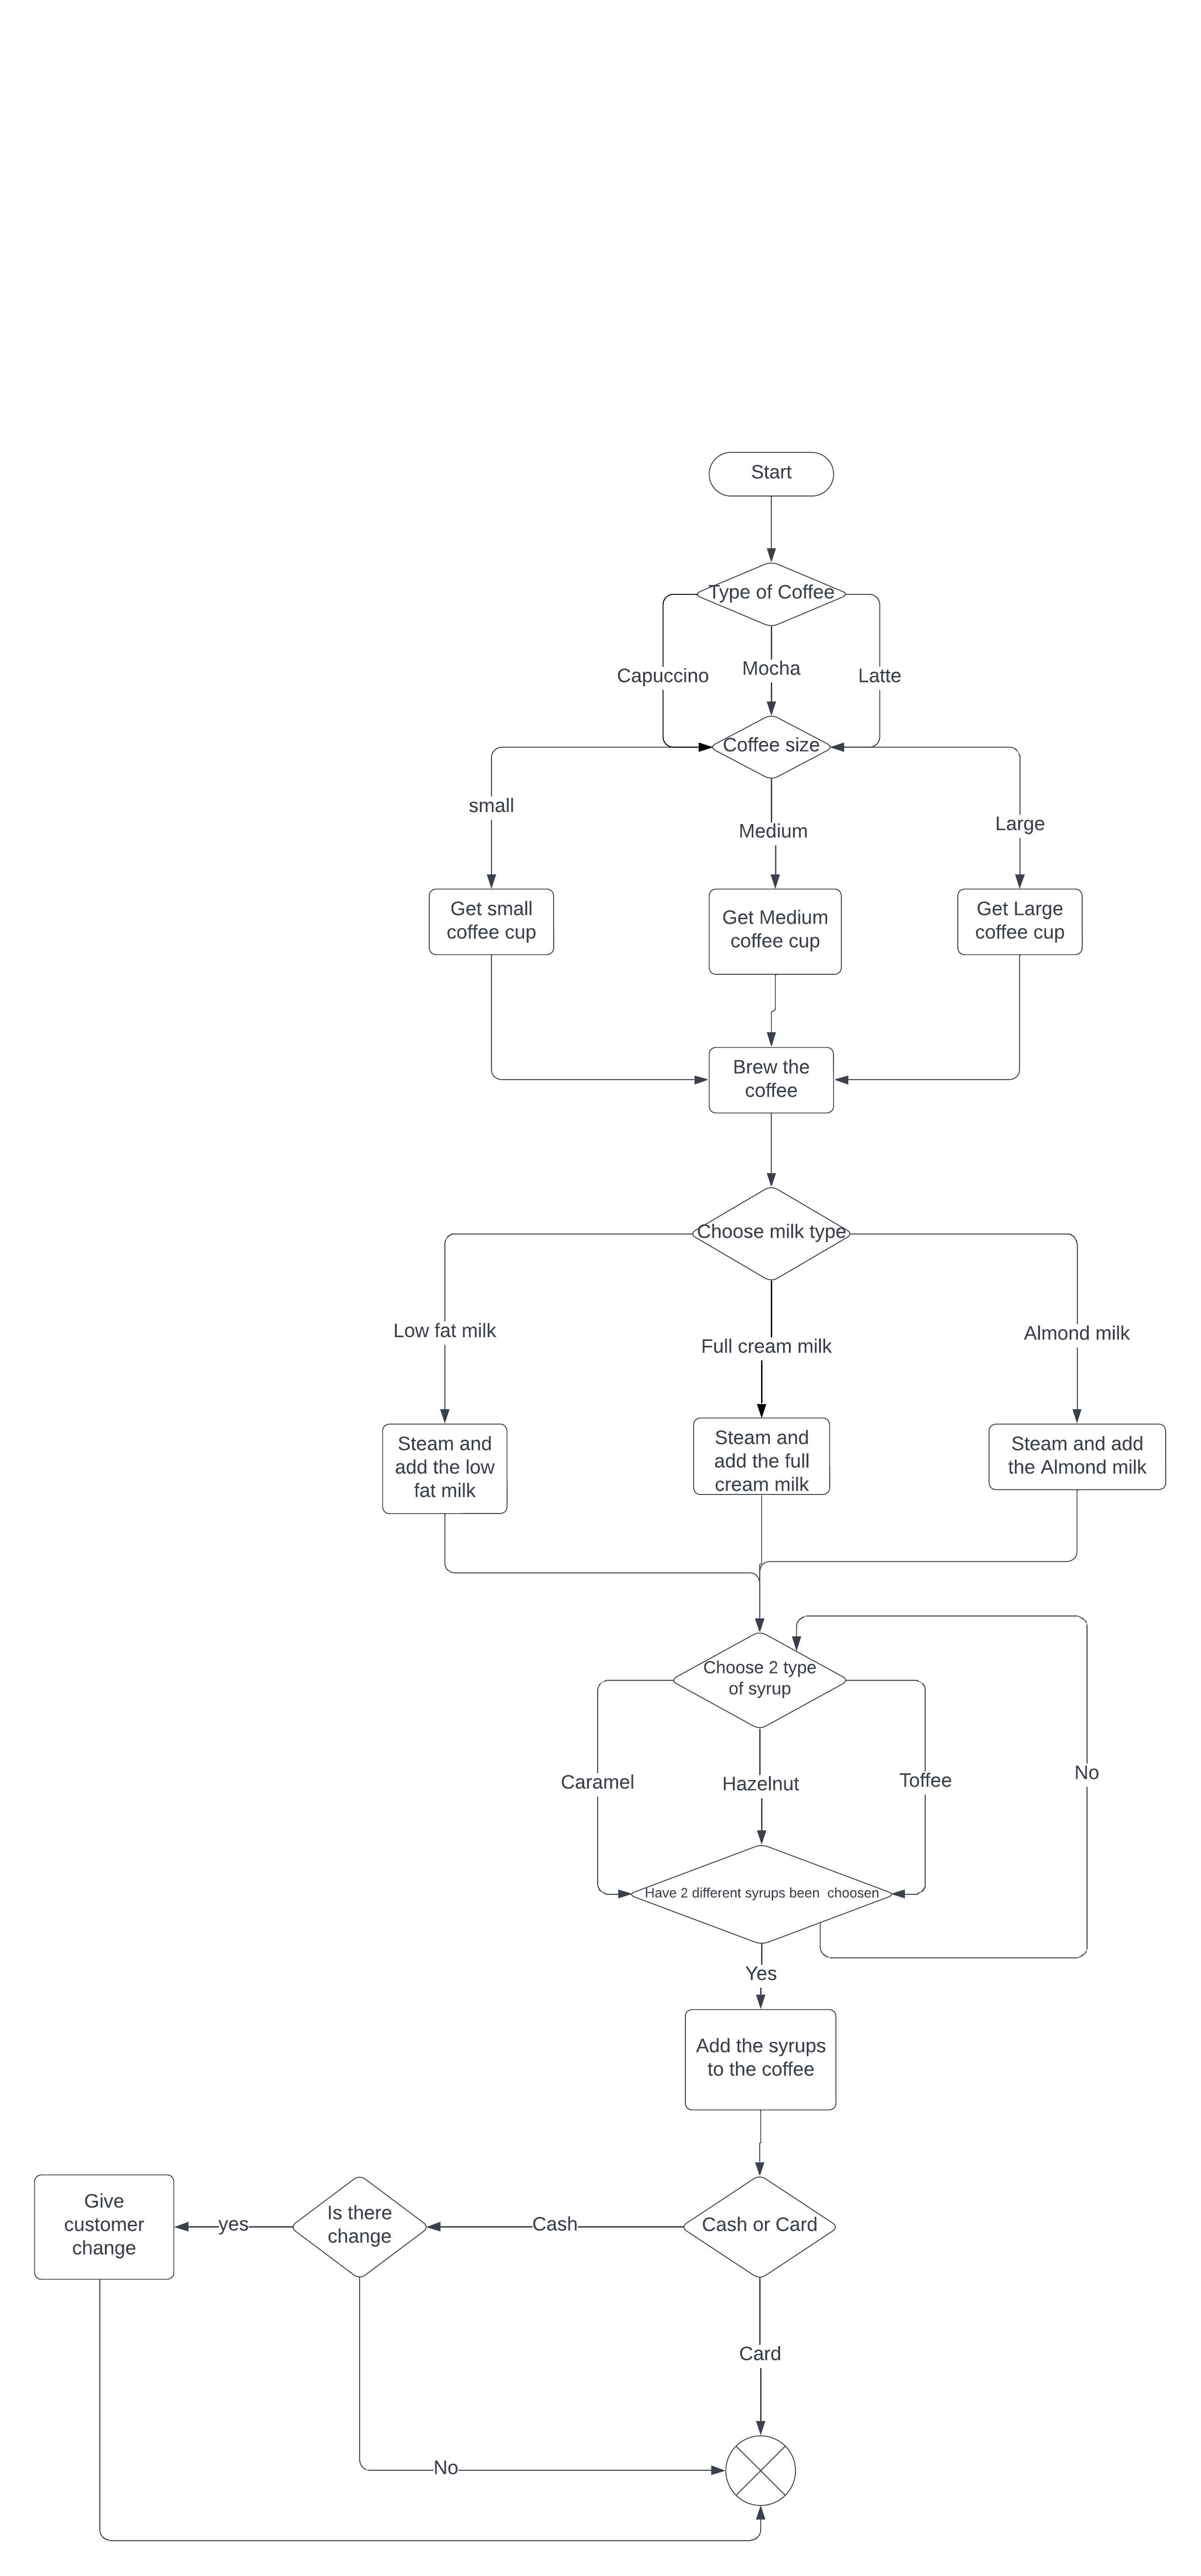 Start
Type of Coffee
Capuccino
Mocha
Latte
Coffee size
small
Medium
Large
Get small
coffee cup
Get Medium
coffee cup
Get Large
coffee cup
Brew the
coffee
Choose milk type
Low fat milk
Full cream milk
Almond milk
Steam and
add the low
fat milk
Steam and
add the full
cream milk
Steam and add
the Almond milk
Choose 2 type
of syrup
Caramel
Hazelnut
Toffee
No
Have 2 different syrups been choosen
Yes
Add the syrups
to the coffee
Give
customer
change
yes
Is there
change
Cash
Cash or Card
Card
No